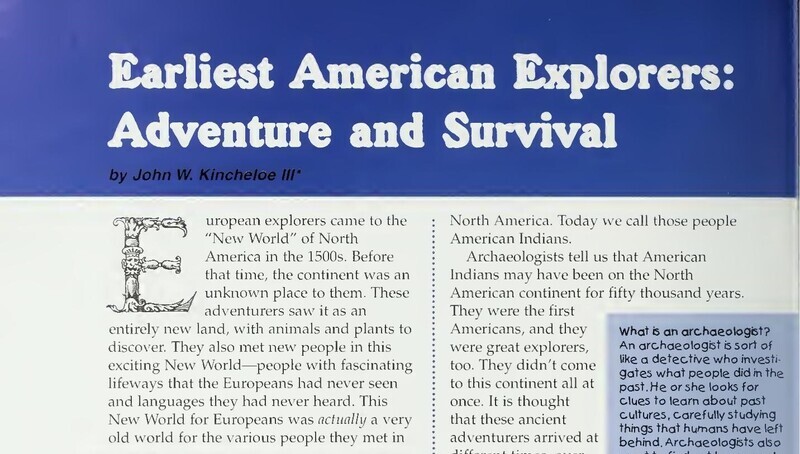 Earliest American Explorers:
Adventure and Survival
by John W. Kincheloe III*
European explorers came to the
“New World” of North
America in the 1500s. Before
that time, the continent was an
unknown place to them. These
adventurers saw it as an
entirely new land, with animals and plants to
discover. They also met new people in this
exciting New World—people with fascinating
lifeways that the Europeans had never seen
and languages they had never heard. This
New World for Europeans was actually a very
old world for the various people they met in
North America. Today we call those people
American Indians.
Archaeologists tell us that American
Indians may have been on the North
American continent for fifty thousand years.
They were the first
Americans, and they
were great explorers,
too. They didn’t come
to this continent all at
once. It is thought
that these ancient
adventurers arrived at
What is an archaeologist?
An archaeologist is sort of
like a detective who investi-
gates what people did in the
past. He or she looks for
clues to learn about past
cultures, carefully studying
things that humans have left
behind. Archaeologists also